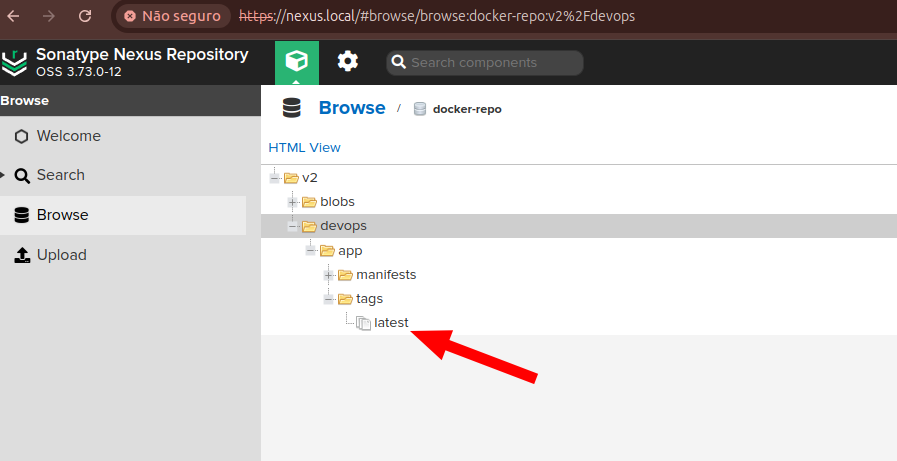 Não seguro https://nexus.local/#browse/browse:docker-repo:v2%2Fdevops
Sonatype Nexus Repository
OSS 3.73.0-12
Search components
Browse
Browse / docker-repo
Welcome
HTML View
Search
Browse
Upload
v2
blobs
devops
app
manifests
tags
latest